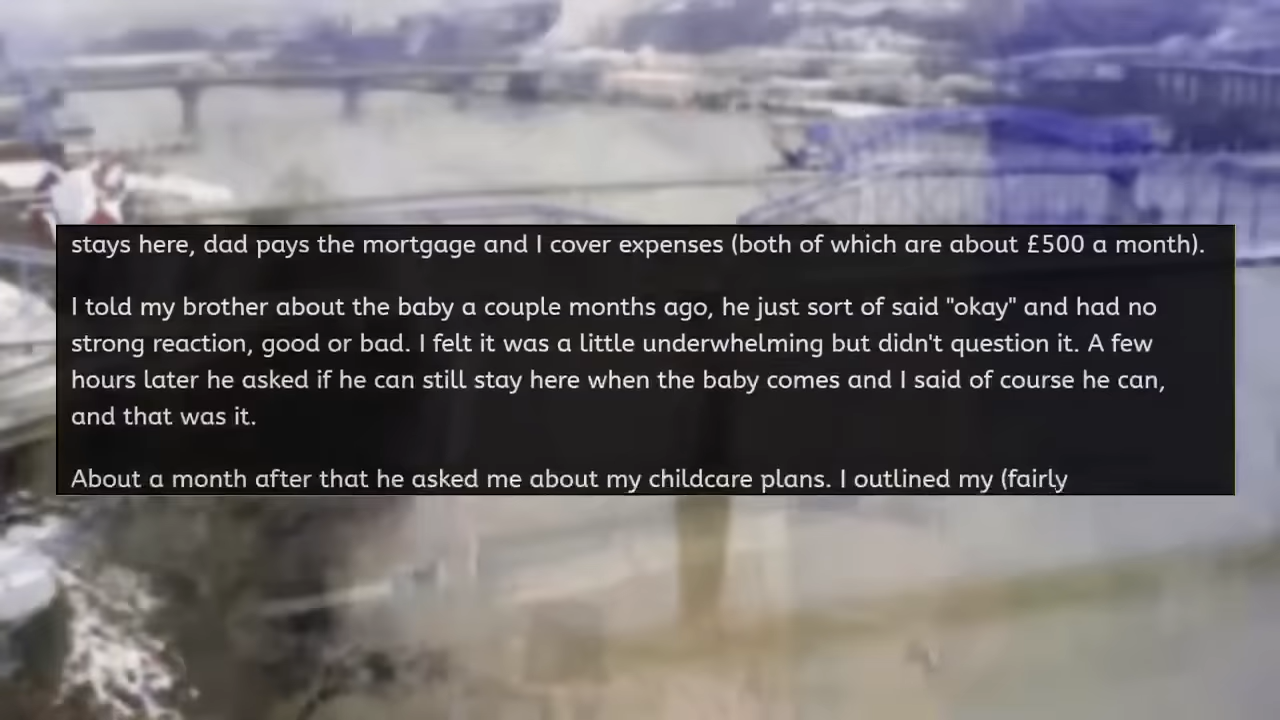 stays here, dad pays the mortgage and I cover expenses (both of which are about £500 a month).
I told my brother about the baby a couple months ago, he just sort of said "okay" and had no
strong reaction, good or bad. I felt it was a little underwhelming but didn't question it. A few
hours later he asked if he can still stay here when the baby comes and I said of course he can,
and that was it.
About a month after that he asked me about my childcare plans. I outlined my (fairly